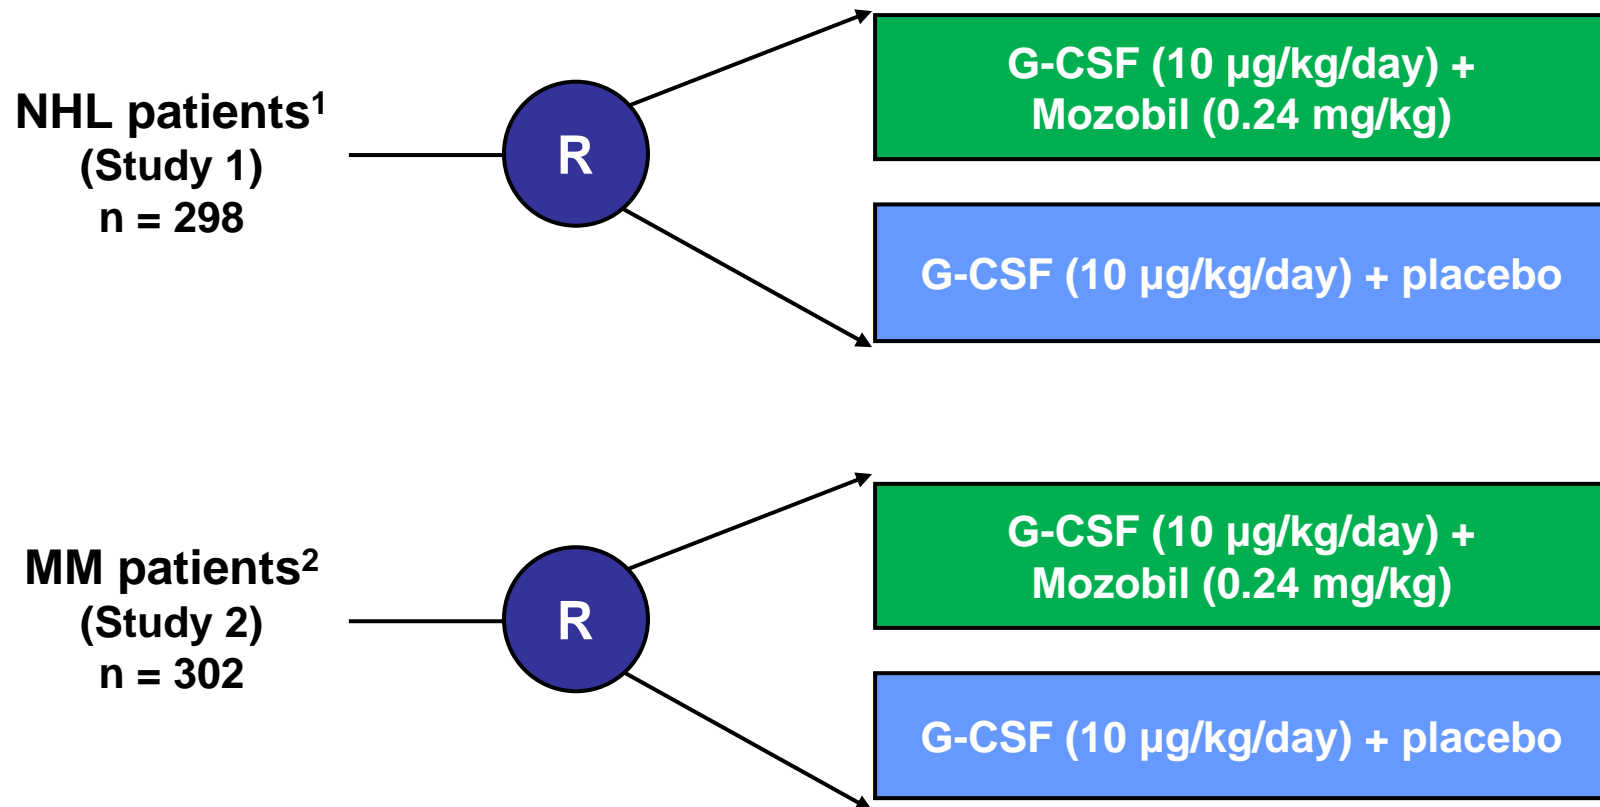 NHL patients¹
(Study 1)
n = 298
R
G-CSF (10 µg/kg/day) +
Mozobil (0.24 mg/kg)
G-CSF (10 µg/kg/day) + placebo
MM patients²
(Study 2)
n = 302
R
G-CSF (10 µg/kg/day) +
Mozobil (0.24 mg/kg)
G-CSF (10 µg/kg/day) + placebo